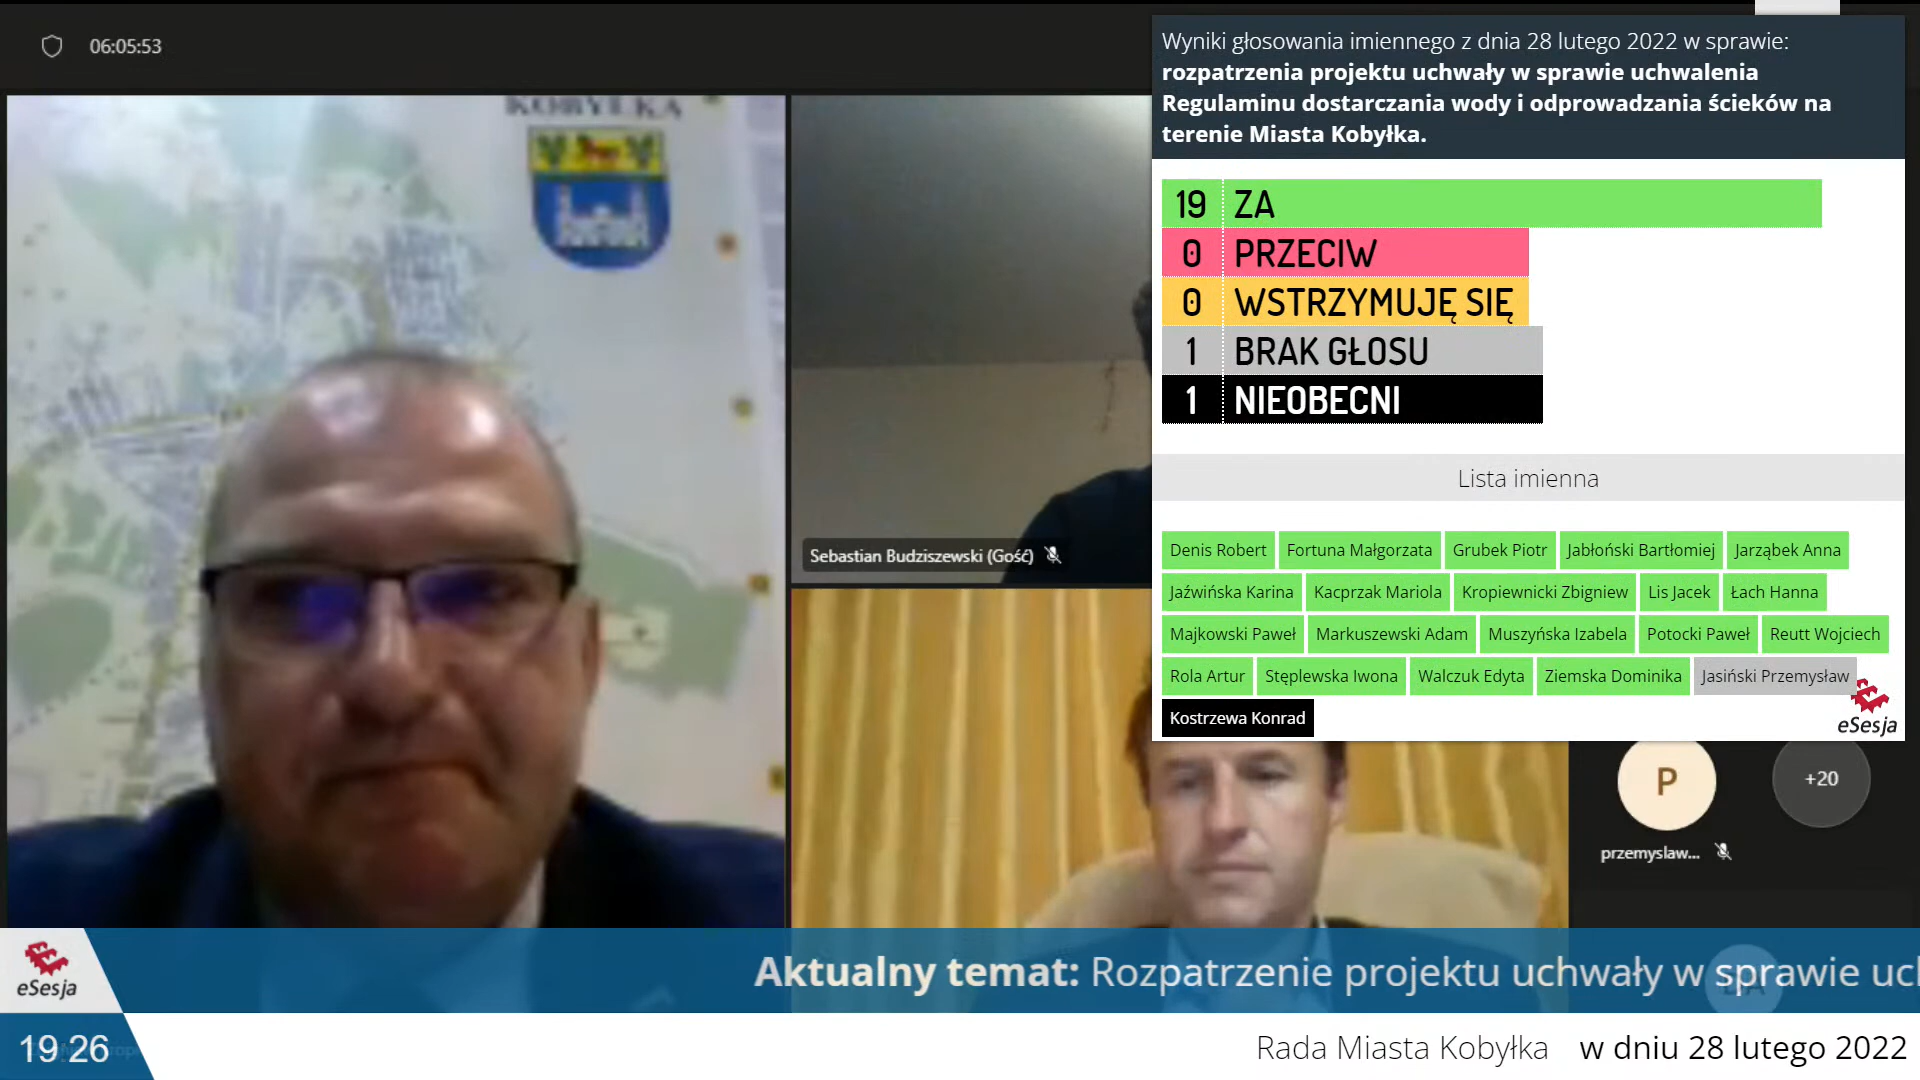 06:05:53
KOBYŁKA
Wyniki głosowania imiennego z dnia 28 lutego 2022 w sprawie:
rozpatrzenia projektu uchwały w sprawie uchwalenia
Regulaminu dostarczania wody i odprowadzania ścieków na
terenie Miasta Kobyłka.
19 ZA
0 PRZECIW
0 WSTRZYMUJĘ SIĘ
1 BRAK GŁOSU
1 NIEOBECNI
Lista imienna
Denis Robert Fortuna Małgorzata Grubek Piotr Jabłoński Bartłomiej Jarząbek Anna
Jaźwińska Karina Kacprzak Mariola Kropiewnicki Zbigniew Lis Jacek Łach Hanna
Majkowski Paweł Markuszewski Adam Muszyńska Izabela Potocki Paweł Reutt Wojciech
Rola Artur Stęplewska Iwona Walczuk Edyta Ziemska Dominika Jasiński Przemysław
Kostrzewa Konrad
eSesja
Sebastian Budziszewski (Gość)
P
+20
przemyslaw...
eSesja
Aktualny temat: Rozpatrzenie projektu uchwały w sprawie uc
19:26
Rada Miasta Kobyłka w dniu 28 lutego 2022